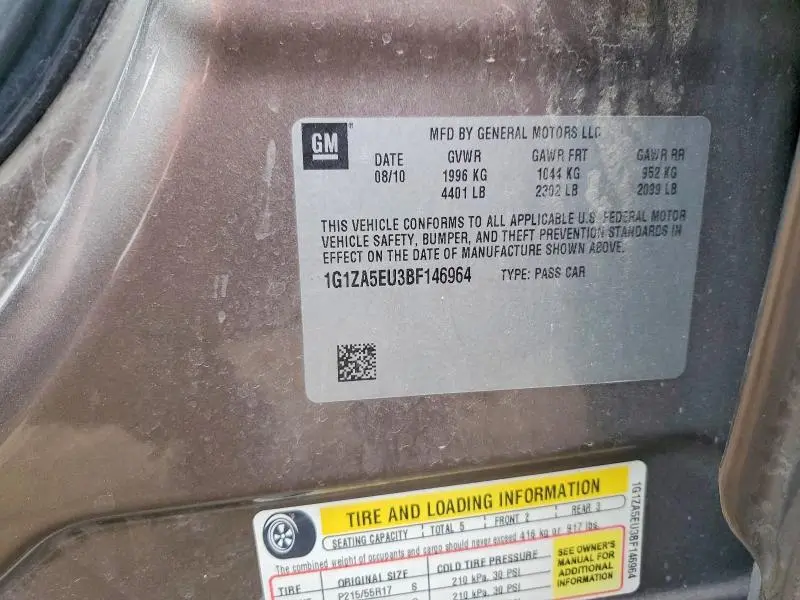 GM
MFD BY GENERAL MOTORS LLC
DATE GVWR GAWR FRT GAWR RR
08/10 1996 KG 1044 KG 952 KG
4401 LB 2302 LB 2099 LB
THIS VEHICLE CONFORMS TO ALL APPLICABLE U.S. FEDERAL MOTOR
VEHICLE SAFETY, BUMPER, AND THEFT PREVENTION STANDARDS IN
EFFECT ON THE DATE OF MANUFACTURE SHOWN ABOVE.
1G1ZA5EU3BF146964 TYPE: PASS CAR
TIRE AND LOADING INFORMATION
SEATING CAPACITY TOTAL 5 FRONT 2 REAR 3
The combined weight of occupants and cargo should never exceed 416 kg or 917 lbs.
TIRE ORIGINAL SIZE COLD TIRE PRESSURE
P215/55R17 S 210 kPa, 30 PSI
S 210 kPa, 30 PSI
SEE OWNER'S
MANUAL FOR
ADDITIONAL
INFORMATION
1G1ZA5EU3BF146964